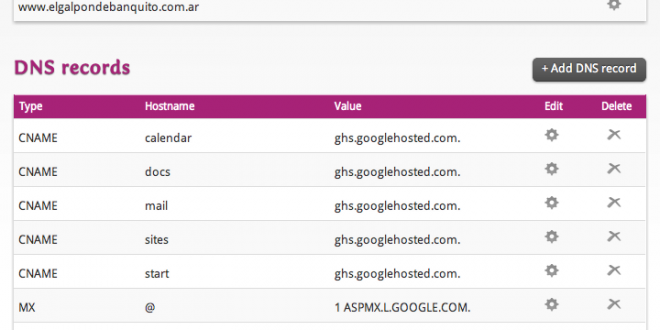 www.elgalpondebanquito.com.ar
DNS records
+ Add DNS record
Type Hostname Value Edit Delete
CNAME calendar ghs.googlehosted.com.
CNAME docs ghs.googlehosted.com.
CNAME mail ghs.googlehosted.com.
CNAME sites ghs.googlehosted.com.
CNAME start ghs.googlehosted.com.
MX @ 1 ASPMX.L.GOOGLE.COM.